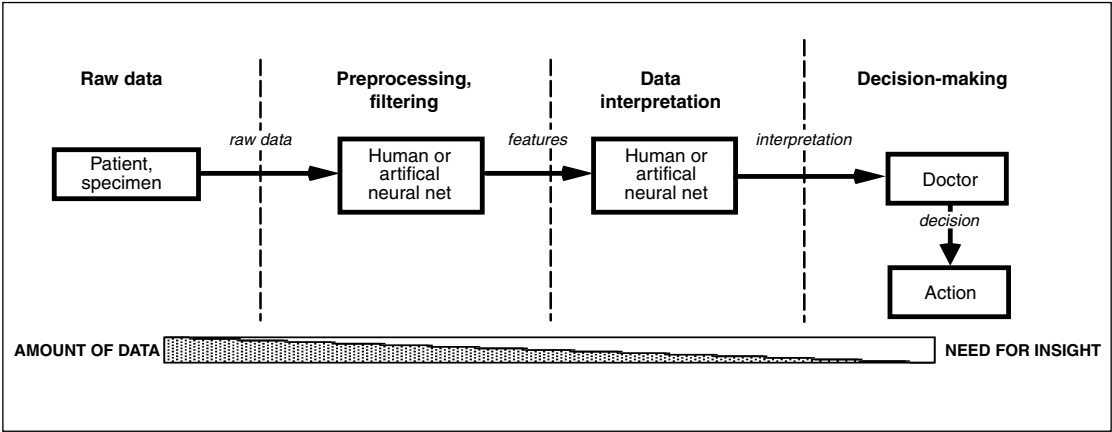 Raw data
Preprocessing,
filtering
Data
interpretation
Decision-making
raw data
features
interpretation
Patient,
specimen
Human or
artifical
neural net
Human or
artifical
neural net
Doctor
decision
Action
AMOUNT OF DATA
NEED FOR INSIGHT